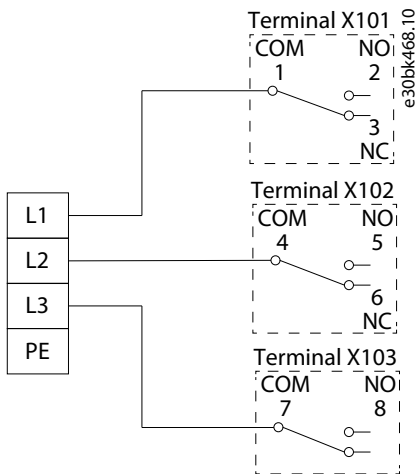 Terminal X101
COM NO
1 2
3
NC
e30bk468.10
Terminal X102
COM NO
4 5
6
NC
L1
L2
L3
PE
Terminal X103
COM NO
7 8